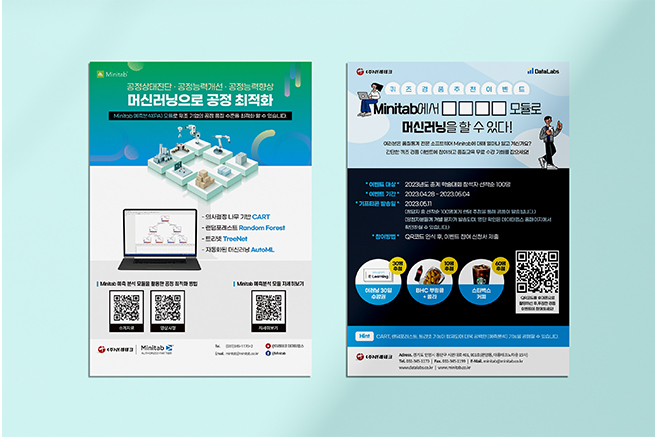 Minitab
공정상태진단 · 공정능력개선 · 공정능력향상
머신러닝으로 공정 최적화
Minitab 예측분석(PA) 모듈로 제조 기업의 공정 품질 수준을 최적화 할 수 있습니다
- 의사결정 나무 기반 CART
- 랜덤포레스트 Random Forest
- 트리넷 TreeNet
- 자동화된 머신러닝 AutoML
Minitab 예측 분석 모듈을 활용한 공정 최적화 방법
Minitab 예측 분석 모듈 자세히보기
소개자료
영상시청
자세히보기
(주)이레테크
Minitab
DataLabs
퀴즈경품추천이벤트
Minitab에서 □□□□ 모듈로
머신러닝을 할 수 있다!
* 이벤트 대상 * 2023년도 춘계 학술대회 참석자 선착순 100명
* 이벤트 기간 * 2023.04.28 ~ 2023.05.04
* 기프티콘 발송일 * 2023.05.11
* 참여방법 * QR코드 인식 후, 이벤트 참여 신청서 제출
30명 추첨
E-Learning
이러닝 30일
수강권
10명 추첨
BHC 뿌링클
+ 콜라
60명 추첨
스타벅스
커피
Hint
(주)이레테크
www.datalabs.co.kr | www.minitab.co.kr